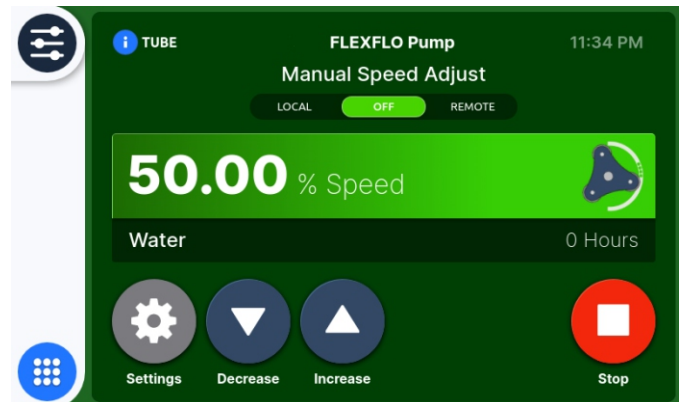 TUBE FLEXFLO Pump 11:34 PM
Manual Speed Adjust
LOCAL OFF REMOTE
50.00 % Speed
Water 0 Hours
Settings Decrease Increase Stop